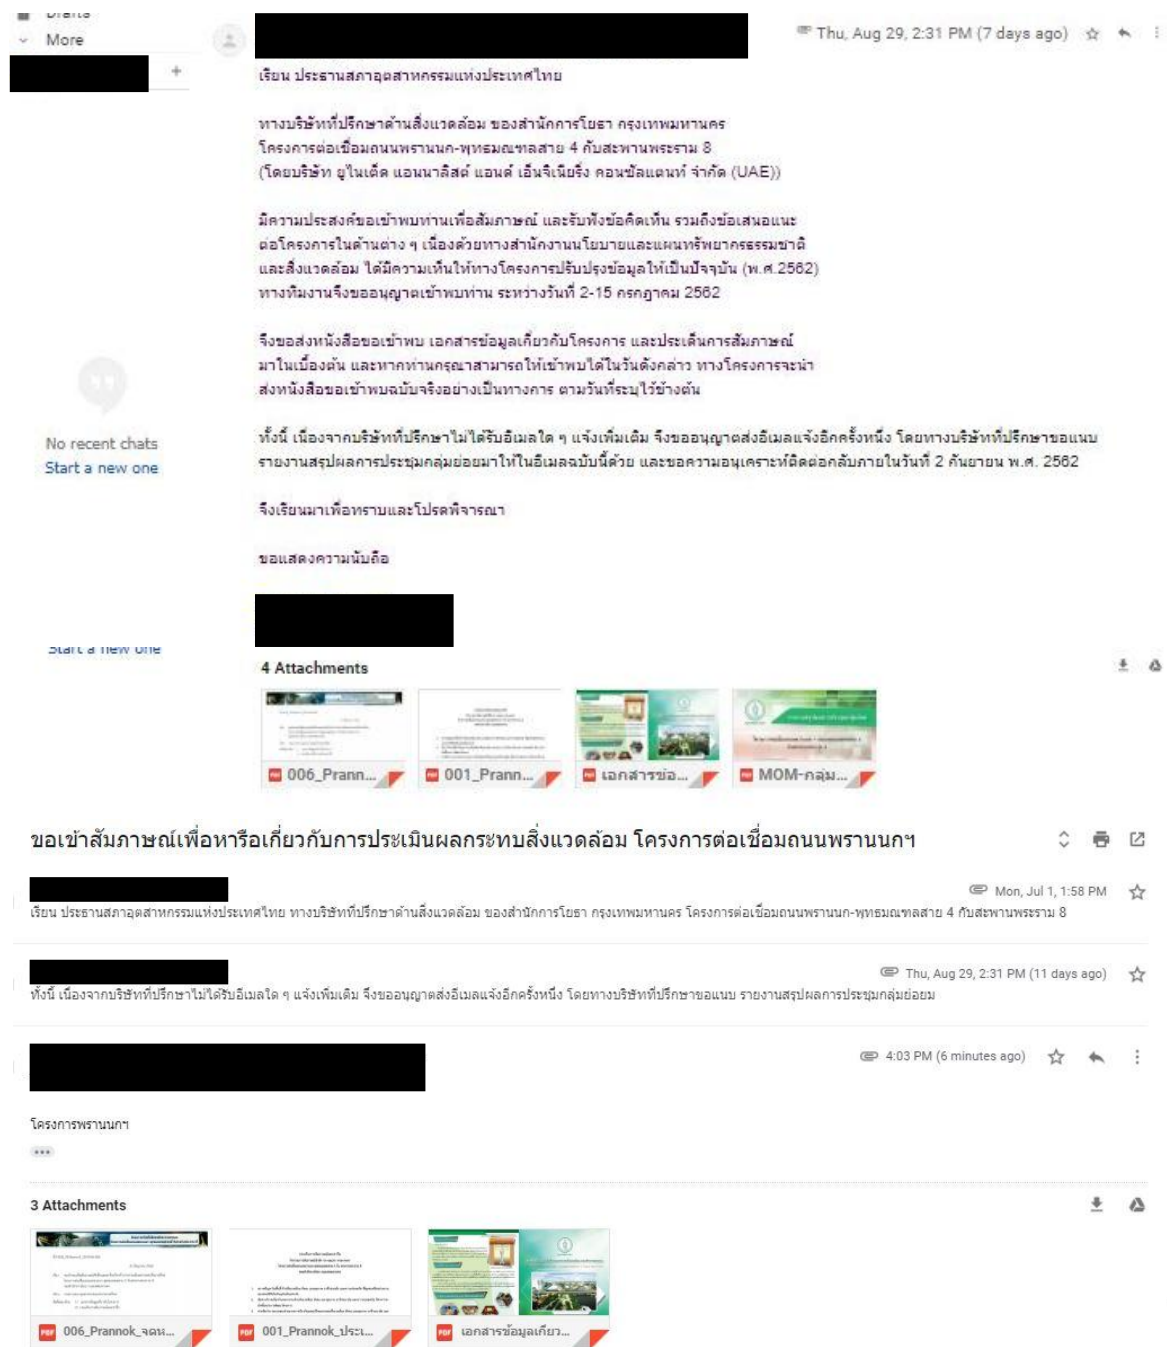 Drafts
More
+
Thu, Aug 29, 2:31 PM (7 days ago)
เรียน ประธานสภาอุตสาหกรรมแห่งประเทศไทย
ทางบริษัทที่ปรึกษาด้านสิ่งแวดล้อม ของสำนักการโยธา กรุงเทพมหานคร
โครงการต่อเชื่อมถนนพรานนก-พุทธมณฑลสาย 4 กับสะพานพระราม 8
(โดยบริษัท ยูไนเต็ด แอนนาลิสต์ แอนด์ เอ็นจิเนียริ่ง คอนซัลแตนท์ จำกัด (UAE))
มีความประสงค์ขอเข้าพบท่านเพื่อสัมภาษณ์ และรับฟังข้อคิดเห็น รวมถึงข้อเสนอแนะ
ต่อโครงการในด้านต่าง ๆ เนื่องด้วยทางสำนักงานนโยบายและแผนทรัพยากรธรรมชาติ
และสิ่งแวดล้อม ได้มีความเห็นให้ทางโครงการปรับปรุงข้อมูลให้เป็นปัจจุบัน (พ.ศ.2562)
ทางทีมงานจึงขออนุญาตเข้าพบท่าน ระหว่างวันที่ 2-15 กรกฎาคม 2562
จึงขอส่งหนังสือขอเข้าพบ เอกสารข้อมูลเกี่ยวกับโครงการ และประเด็นการสัมภาษณ์
มาในเบื้องต้น และหากท่านกรุณาสามารถให้เข้าพบได้ในวันดังกล่าว ทางโครงการจะนำ
ส่งหนังสือขอเข้าพบฉบับจริงอย่างเป็นทางการ ตามวันที่ระบุไว้ข้างต้น
ทั้งนี้ เนื่องจากบริษัทที่ปรึกษาไม่ได้รับอีเมลใด ๆ แจ้งเพิ่มเติม จึงขออนุญาตส่งอีเมลแจ้งอีกครั้งหนึ่ง โดยทางบริษัทที่ปรึกษาขอแนบ
รายงานสรุปผลการประชุมกลุ่มย่อยมาให้ในอีเมลฉบับนี้ด้วย และขอความอนุเคราะห์ติดต่อกลับภายในวันที่ 2 กันยายน พ.ศ. 2562
No recent chats
Start a new one
จึงเรียนมาเพื่อทราบและโปรดพิจารณา
ขอแสดงความนับถือ
Start a new one
4 Attachments
006_Prann...
001_Prann...
เอกสารข้อ...
MOM-กลุ่ม...
ขอเข้าสัมภาษณ์เพื่อหารือเกี่ยวกับการประเมินผลกระทบสิ่งแวดล้อม โครงการต่อเชื่อมถนนพรานนกฯ
Mon, Jul 1, 1:58 PM
เรียน ประธานสภาอุตสาหกรรมแห่งประเทศไทย ทางบริษัทที่ปรึกษาด้านสิ่งแวดล้อม ของสำนักการโยธา กรุงเทพมหานคร โครงการต่อเชื่อมถนนพรานนก-พุทธมณฑลสาย 4 กับสะพานพระราม 8
Thu, Aug 29, 2:31 PM (11 days ago)
ทั้งนี้ เนื่องจากบริษัทที่ปรึกษาไม่ได้รับอีเมลใด ๆ แจ้งเพิ่มเติม จึงขออนุญาตส่งอีเมลแจ้งอีกครั้งหนึ่ง โดยทางบริษัทที่ปรึกษาขอแนบ รายงานสรุปผลการประชุมกลุ่มย่อยม
4:03 PM (6 minutes ago)
โครงการพรานนกฯ
3 Attachments
PDF 006_Prannok_จดห...
PDF 001_Prannok_ประเ...
PDF เอกสารข้อมูลเกี่ยว...